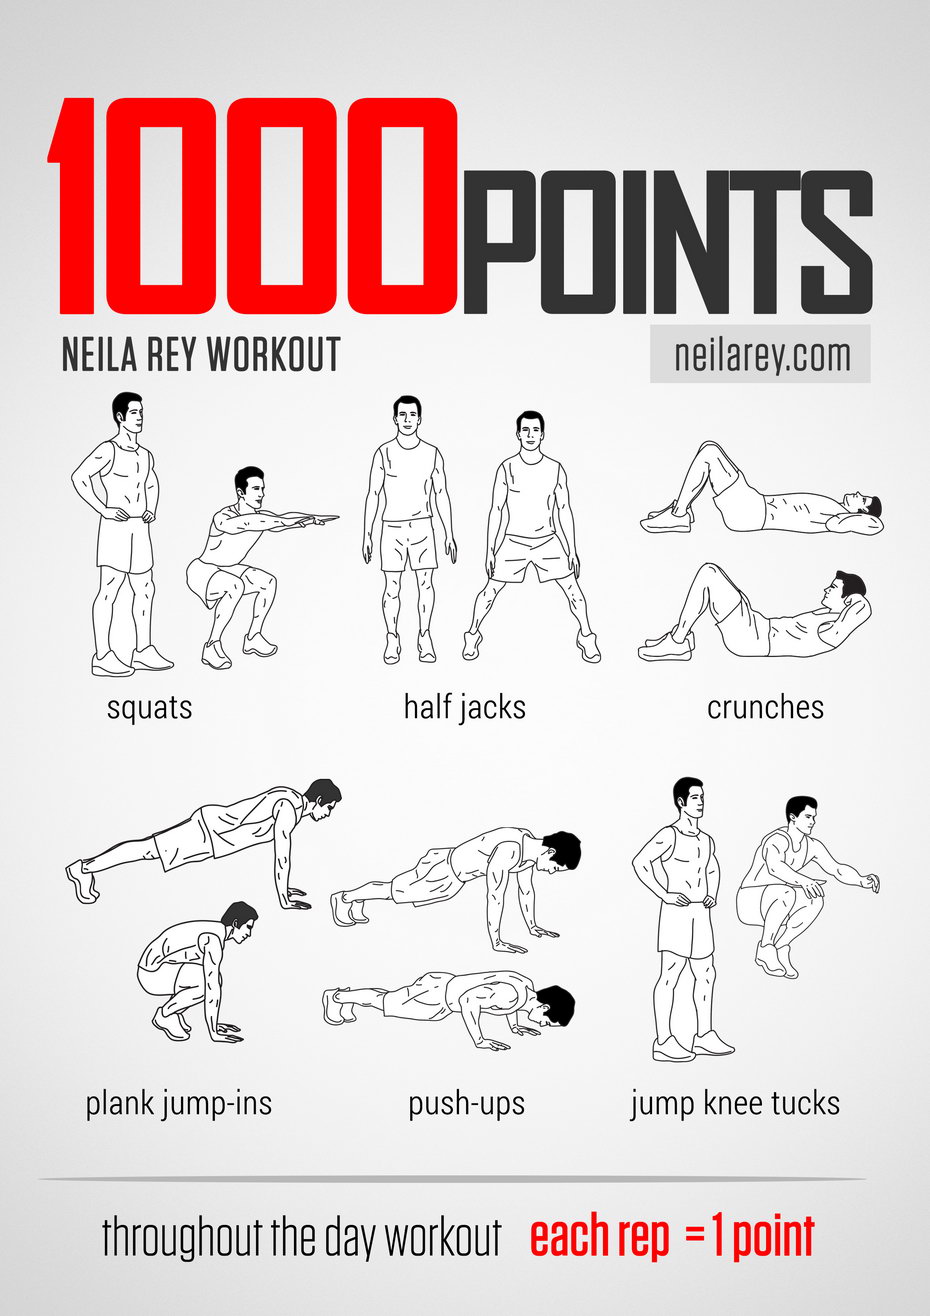 1000 POINTS
NEILA REY WORKOUT
neilarey.com
squats
half jacks
crunches
plank jump-ins
push-ups
jump knee tucks
throughout the day workout each rep = 1 point